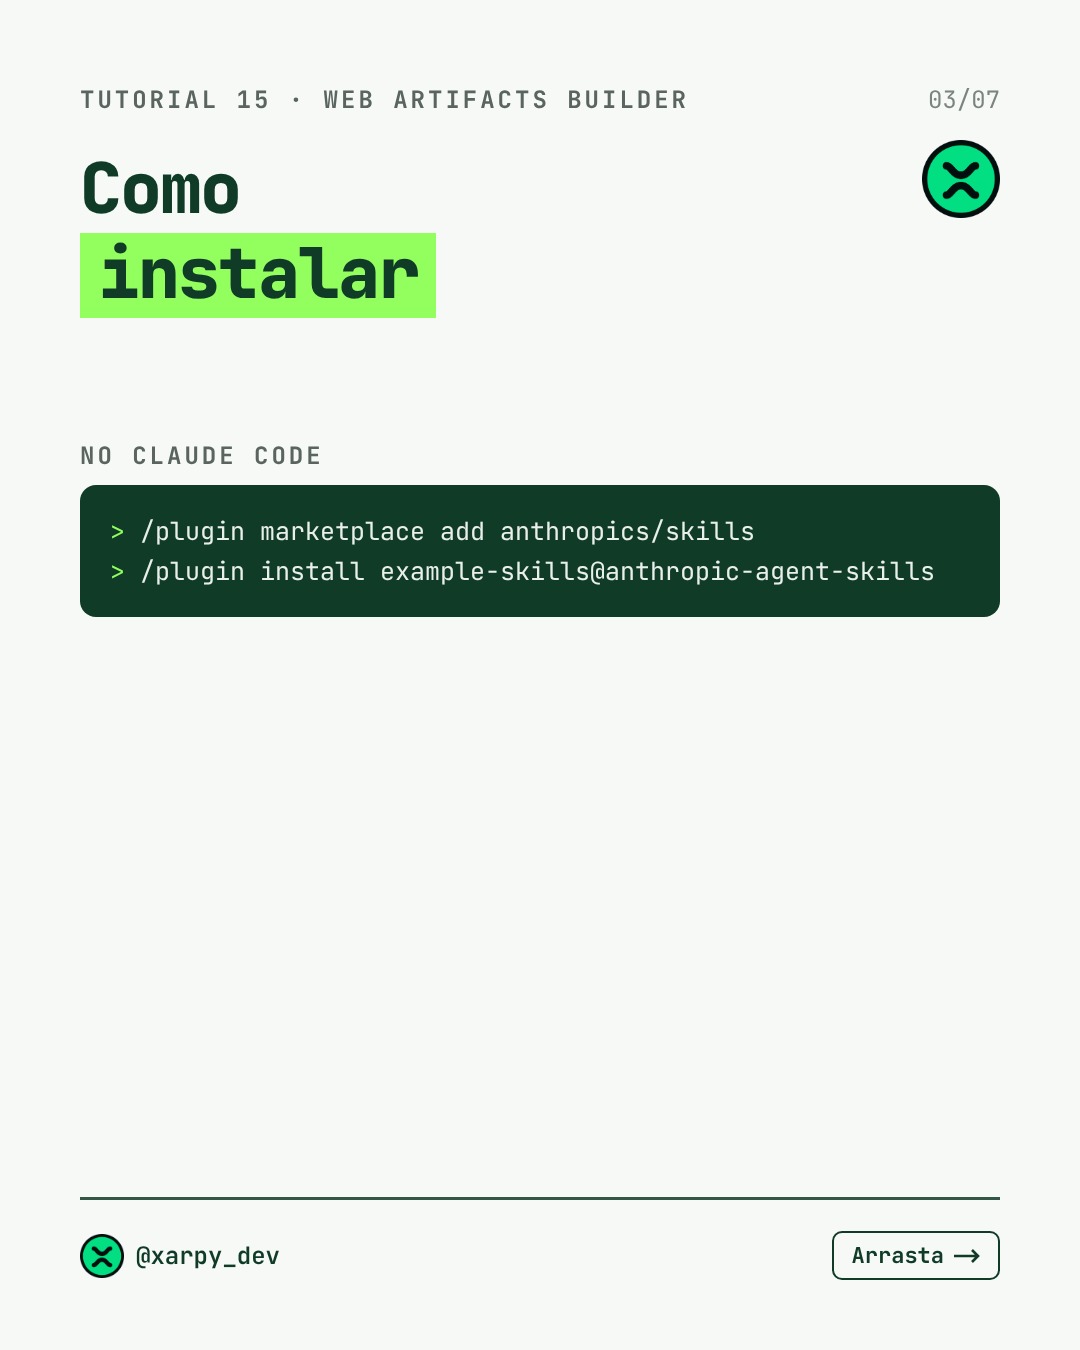 TUTORIAL 15 · WEB ARTIFACTS BUILDER
03/07
Como
instalar
NO CLAUDE CODE
> /plugin marketplace add anthropics/skills
> /plugin install example-skills@anthropic-agent-skills
@xarpy_dev
Arrasta →